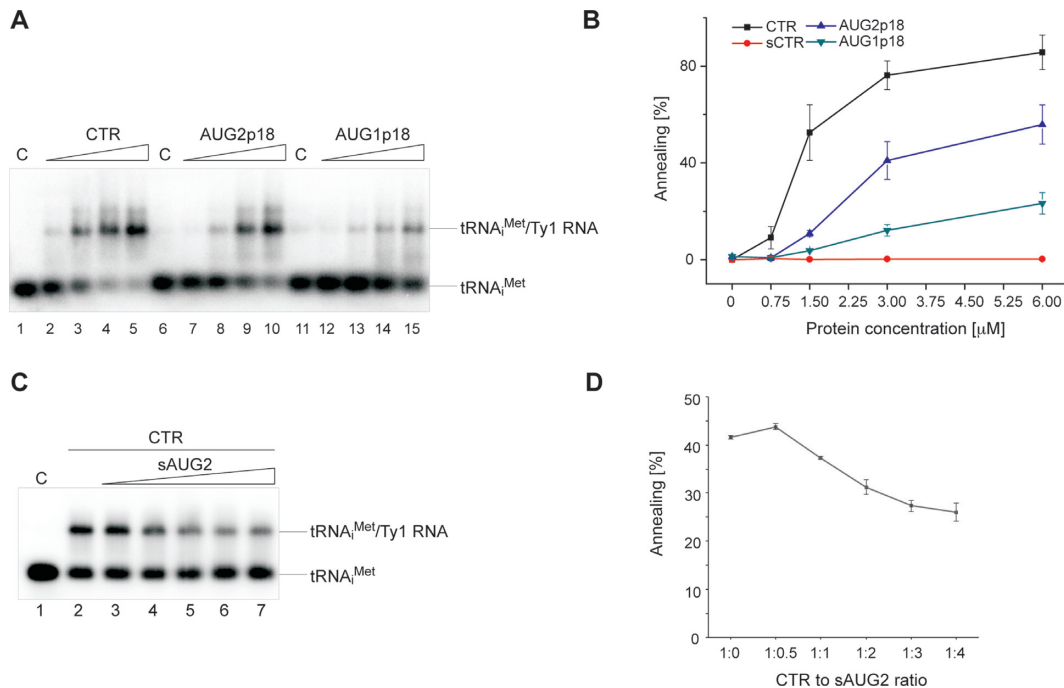 A
C CTR C AUG2p18 C AUG1p18
tRNAiMet/Ty1 RNA
tRNAiMet
1 2 3 4 5 6 7 8 9 10 11 12 13 14 15
B
CTR AUG2p18
sCTR AUG1p18
Annealing [%]
80
40
0
0 0.75 1.50 2.25 3.00 3.75 4.50 5.25 6.00
Protein concentration [μM]
C
CTR
sAUG2
C
tRNAiMet/Ty1 RNA
tRNAiMet
1 2 3 4 5 6 7
D
Annealing [%]
50
40
30
20
10
0
1:0 1:0.5 1:1 1:2 1:3 1:4
CTR to sAUG2 ratio